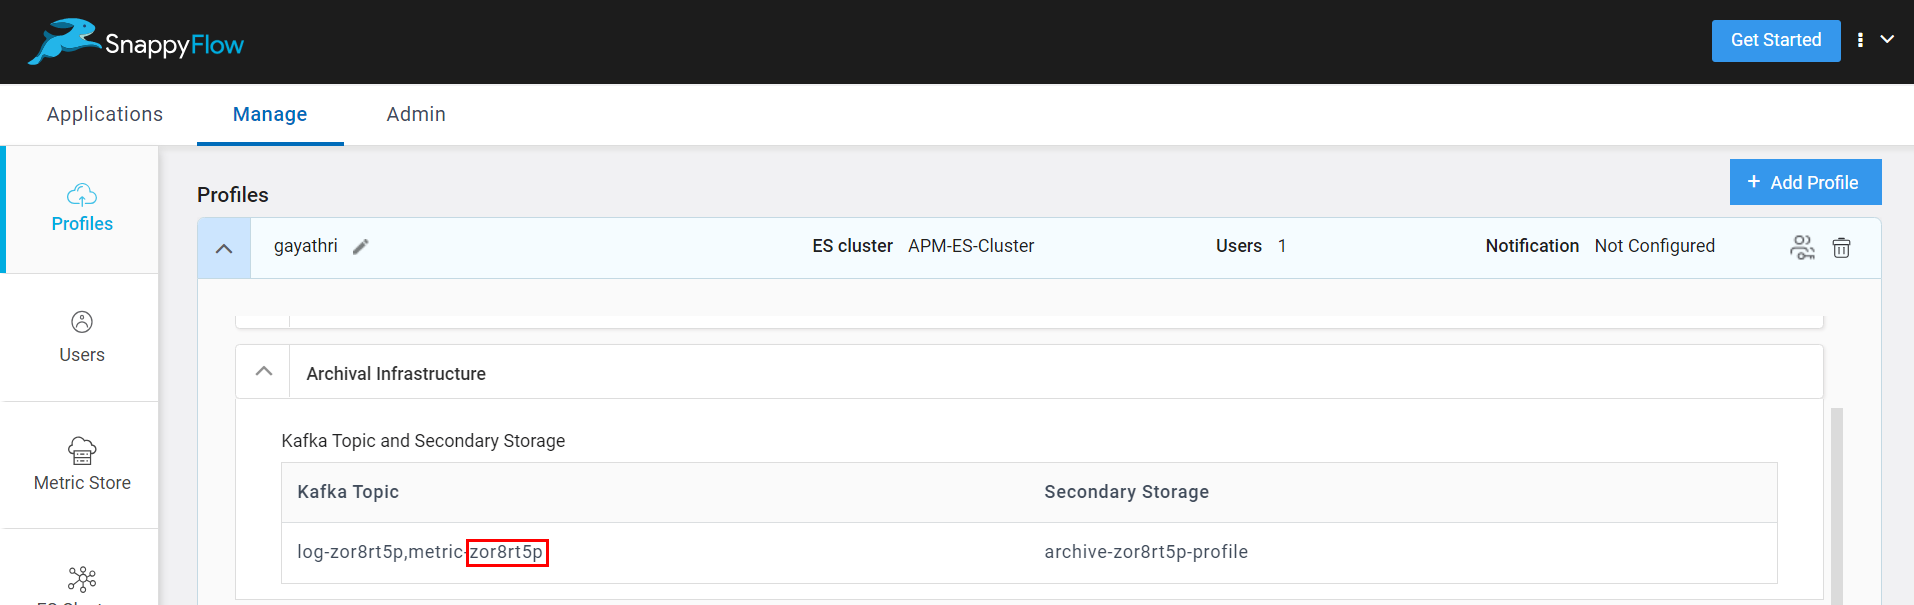 SnappyFlow
Get Started
Applications
Manage
Admin
Profiles
Users
Metric Store
Profiles
+ Add Profile
gayathri
ES cluster APM-ES-Cluster
Users 1
Notification Not Configured
Archival Infrastructure
Kafka Topic and Secondary Storage
Kafka Topic
Secondary Storage
log-zor8rt5p,metric-zor8rt5p
archive-zor8rt5p-profile